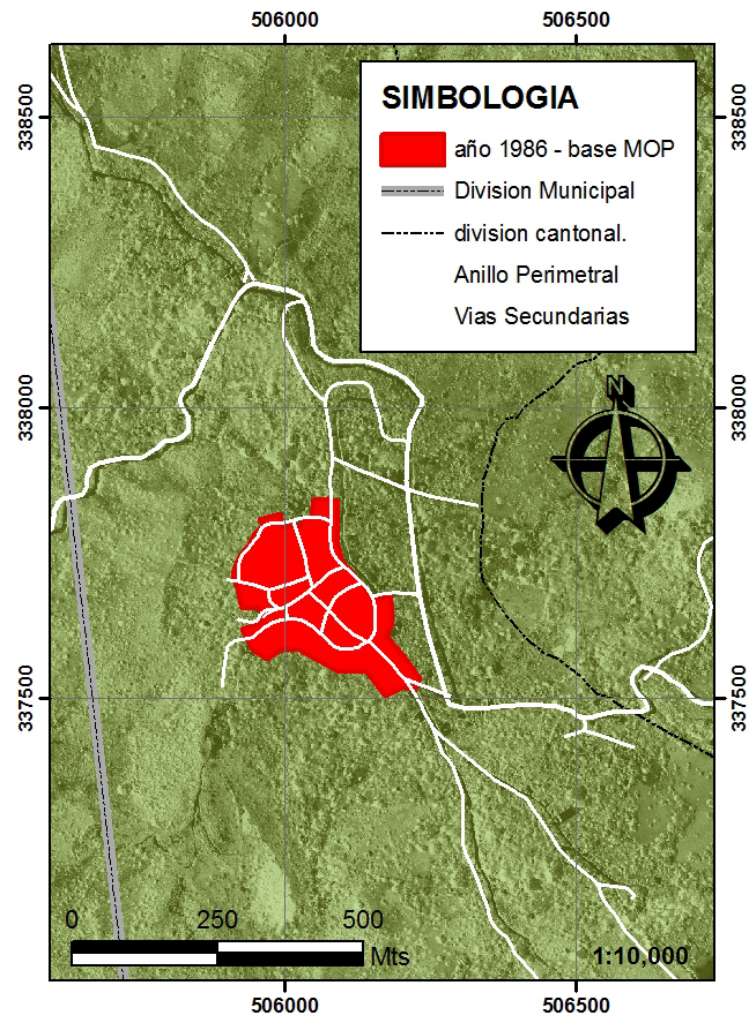 506000 506500
SIMBOLOGIA
año 1986 - base MOP
Division Municipal
division cantonal.
Anillo Perimetral
Vias Secundarias
338500 338500
N
338000 338000
337500 337500
0 250 500
Mts
1:10,000
506000 506500